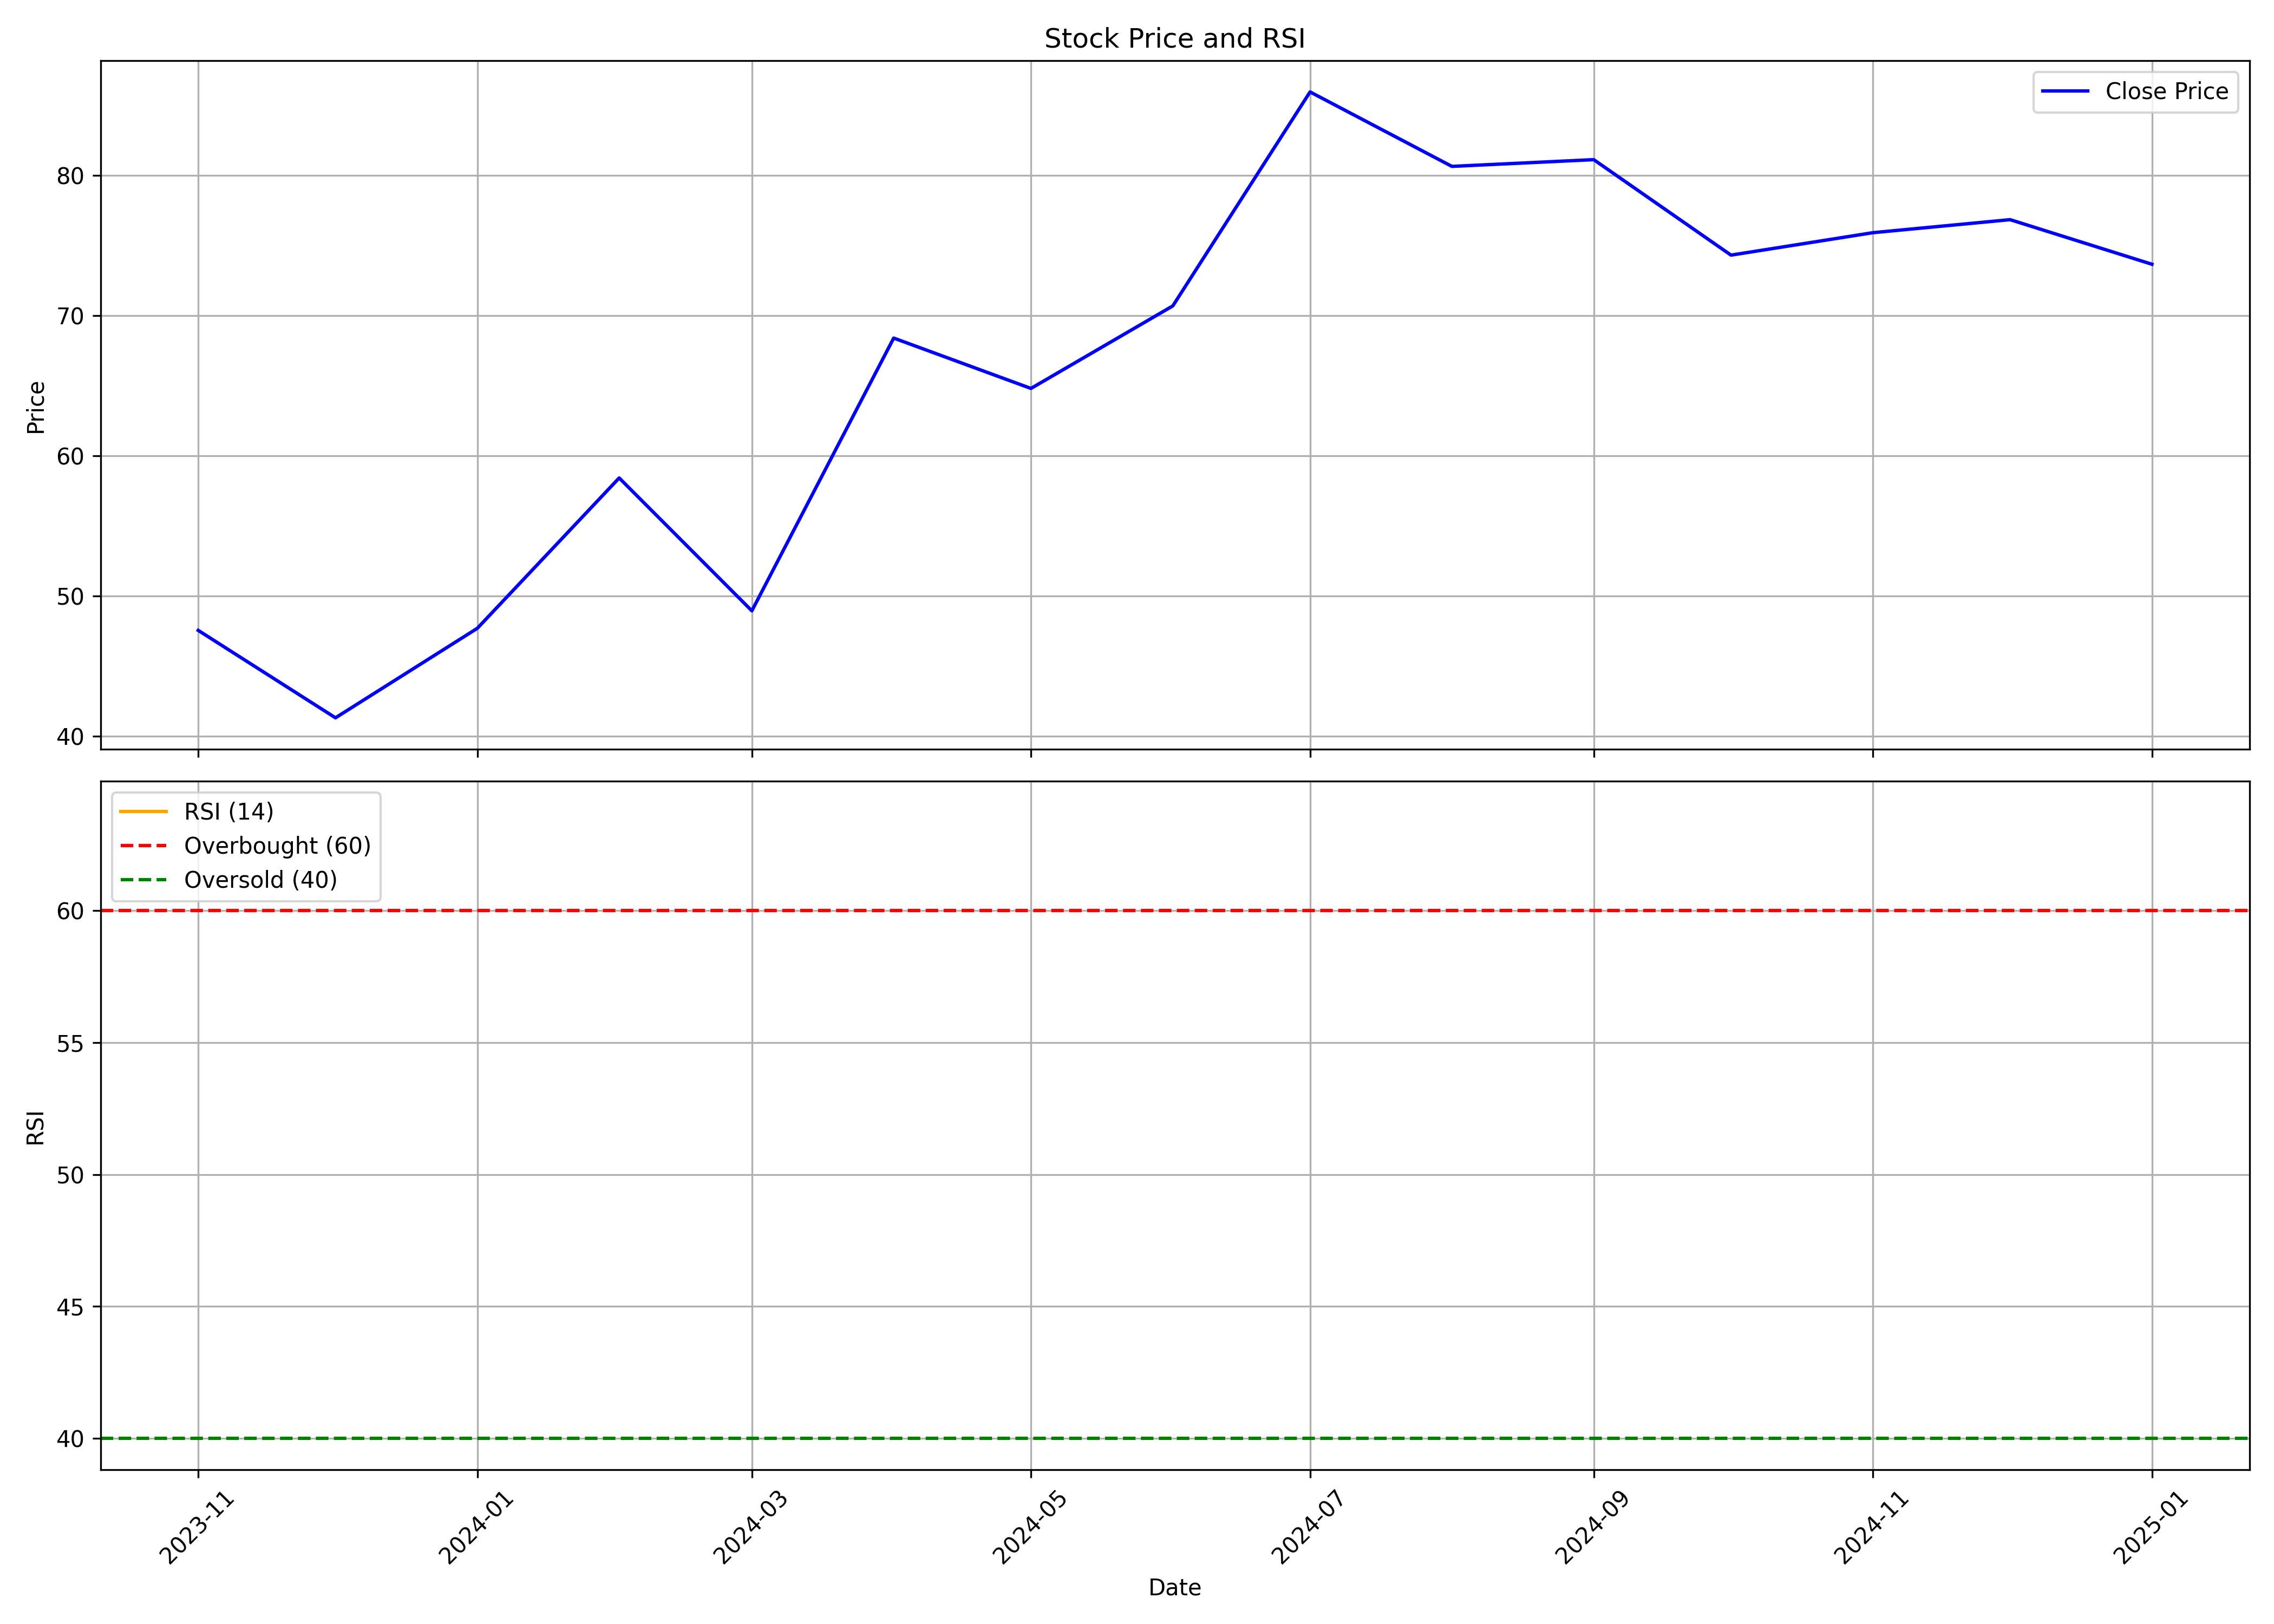 Stock Price and RSI
Close Price
80
70
60
50
40
Price
RSI (14)
Overbought (60)
Oversold (40)
60
55
50
45
40
RSI
2023-11
2024-01
2024-03
2024-05
2024-07
2024-09
2024-11
2025-01
Date